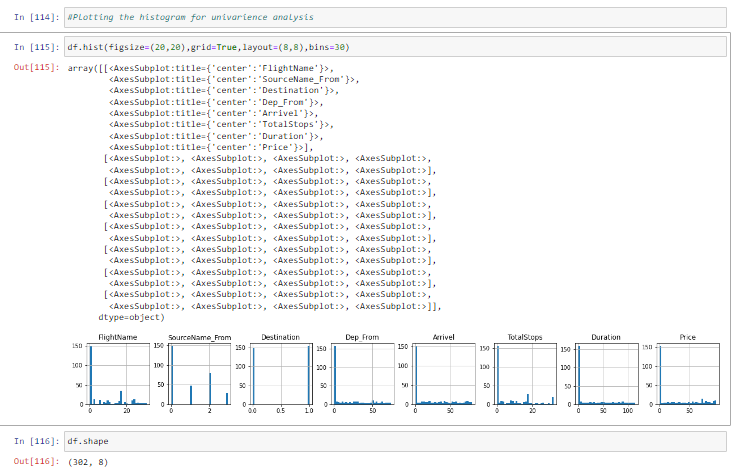 In [114]: #Plotting the histogram for univarience analysis
In [115]: df.hist(figsize=(20,20),grid=True,layout=(8,8),bins=30)
Out[115]: array([[<AxesSubplot:title={'center':'FlightName'}>,
<AxesSubplot:title={'center':'SourceName_From'}>,
<AxesSubplot:title={'center':'Destination'}>,
<AxesSubplot:title={'center':'Dep_From'}>,
<AxesSubplot:title={'center':'Arrivel'}>,
<AxesSubplot:title={'center':'TotalStops'}>,
<AxesSubplot:title={'center':'Duration'}>,
<AxesSubplot:title={'center':'Price'}>],
[<AxesSubplot:>, <AxesSubplot:>, <AxesSubplot:>, <AxesSubplot:>,
<AxesSubplot:>, <AxesSubplot:>, <AxesSubplot:>, <AxesSubplot:>],
[<AxesSubplot:>, <AxesSubplot:>, <AxesSubplot:>, <AxesSubplot:>,
<AxesSubplot:>, <AxesSubplot:>, <AxesSubplot:>, <AxesSubplot:>],
[<AxesSubplot:>, <AxesSubplot:>, <AxesSubplot:>, <AxesSubplot:>,
<AxesSubplot:>, <AxesSubplot:>, <AxesSubplot:>, <AxesSubplot:>],
[<AxesSubplot:>, <AxesSubplot:>, <AxesSubplot:>, <AxesSubplot:>,
<AxesSubplot:>, <AxesSubplot:>, <AxesSubplot:>, <AxesSubplot:>],
[<AxesSubplot:>, <AxesSubplot:>, <AxesSubplot:>, <AxesSubplot:>,
<AxesSubplot:>, <AxesSubplot:>, <AxesSubplot:>, <AxesSubplot:>],
[<AxesSubplot:>, <AxesSubplot:>, <AxesSubplot:>, <AxesSubplot:>,
<AxesSubplot:>, <AxesSubplot:>, <AxesSubplot:>, <AxesSubplot:>],
[<AxesSubplot:>, <AxesSubplot:>, <AxesSubplot:>, <AxesSubplot:>,
<AxesSubplot:>, <AxesSubplot:>, <AxesSubplot:>, <AxesSubplot:>]],
dtype=object)
FlightName SourceName_From Destination Dep_From Arrivel TotalStops Duration Price
150 150 150 150 150 150 150 150
100 100 100 100 100 100 100 100
50 50 50 50 50 50 50 50
0 0 0 0 0 0 0 0
0 20 0 2 0.0 0.5 1.0 0 50 0 50 0 20 0 50 100 0 50
In [116]: df.shape
Out[116]: (302, 8)